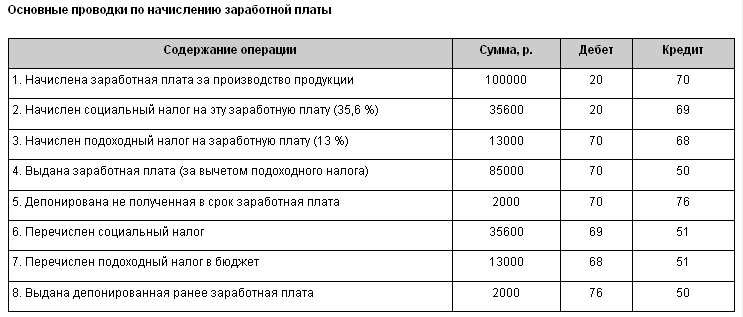 Основные проводки по начислению заработной платы
Содержание операции Сумма, р. Дебет Кредит
1. Начислена заработная плата за производство продукции 100000 20 70
2. Начислен социальный налог на эту заработную плату (35,6 %) 35600 20 69
3. Начислен подоходный налог на заработную плату (13 %) 13000 70 68
4. Выдана заработная плата (за вычетом подоходного налога) 85000 70 50
5. Депонирована не полученная в срок заработная плата 2000 70 76
6. Перечислен социальный налог 35600 69 51
7. Перечислен подоходный налог в бюджет 13000 68 51
8. Выдана депонированная ранее заработная плата 2000 76 50